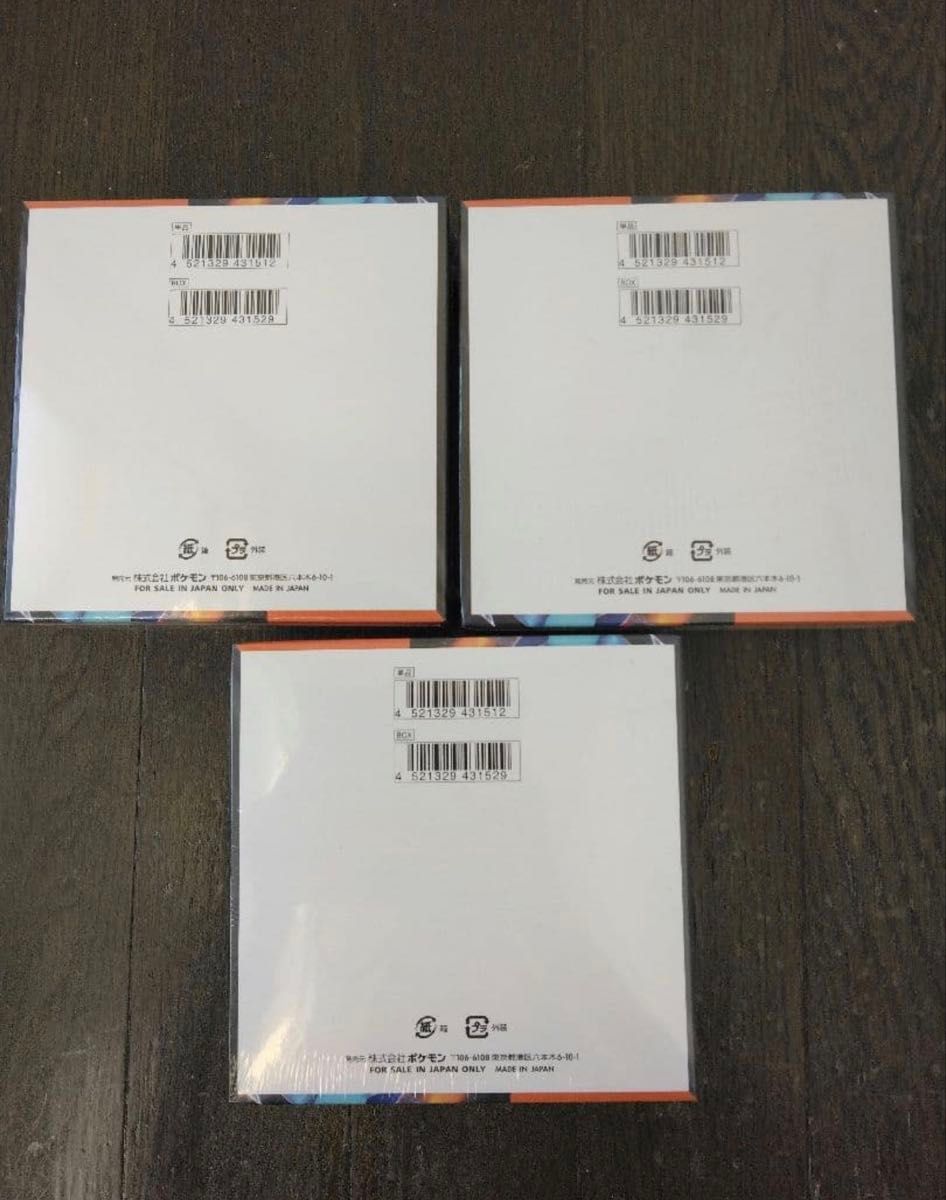 単品
4 521329 431512
BOX
4 521329 431529
紙 箱
プラ 外装
発売元 株式会社ポケモン 〒106-6108 東京都港区六本木6-10-1
FOR SALE IN JAPAN ONLY MADE IN JAPAN
単品
4 521329 431512
BOX
4 521329 431529
紙 箱
プラ 外装
発売元 株式会社ポケモン 〒106-6108 東京都港区六本木6-10-1
FOR SALE IN JAPAN ONLY MADE IN JAPAN
単品
4 521329 431512
BOX
4 521329 431529
紙 箱
プラ 外装
発売元 株式会社ポケモン 〒106-6108 東京都港区六本木6-10-1
FOR SALE IN JAPAN ONLY MADE IN JAPAN